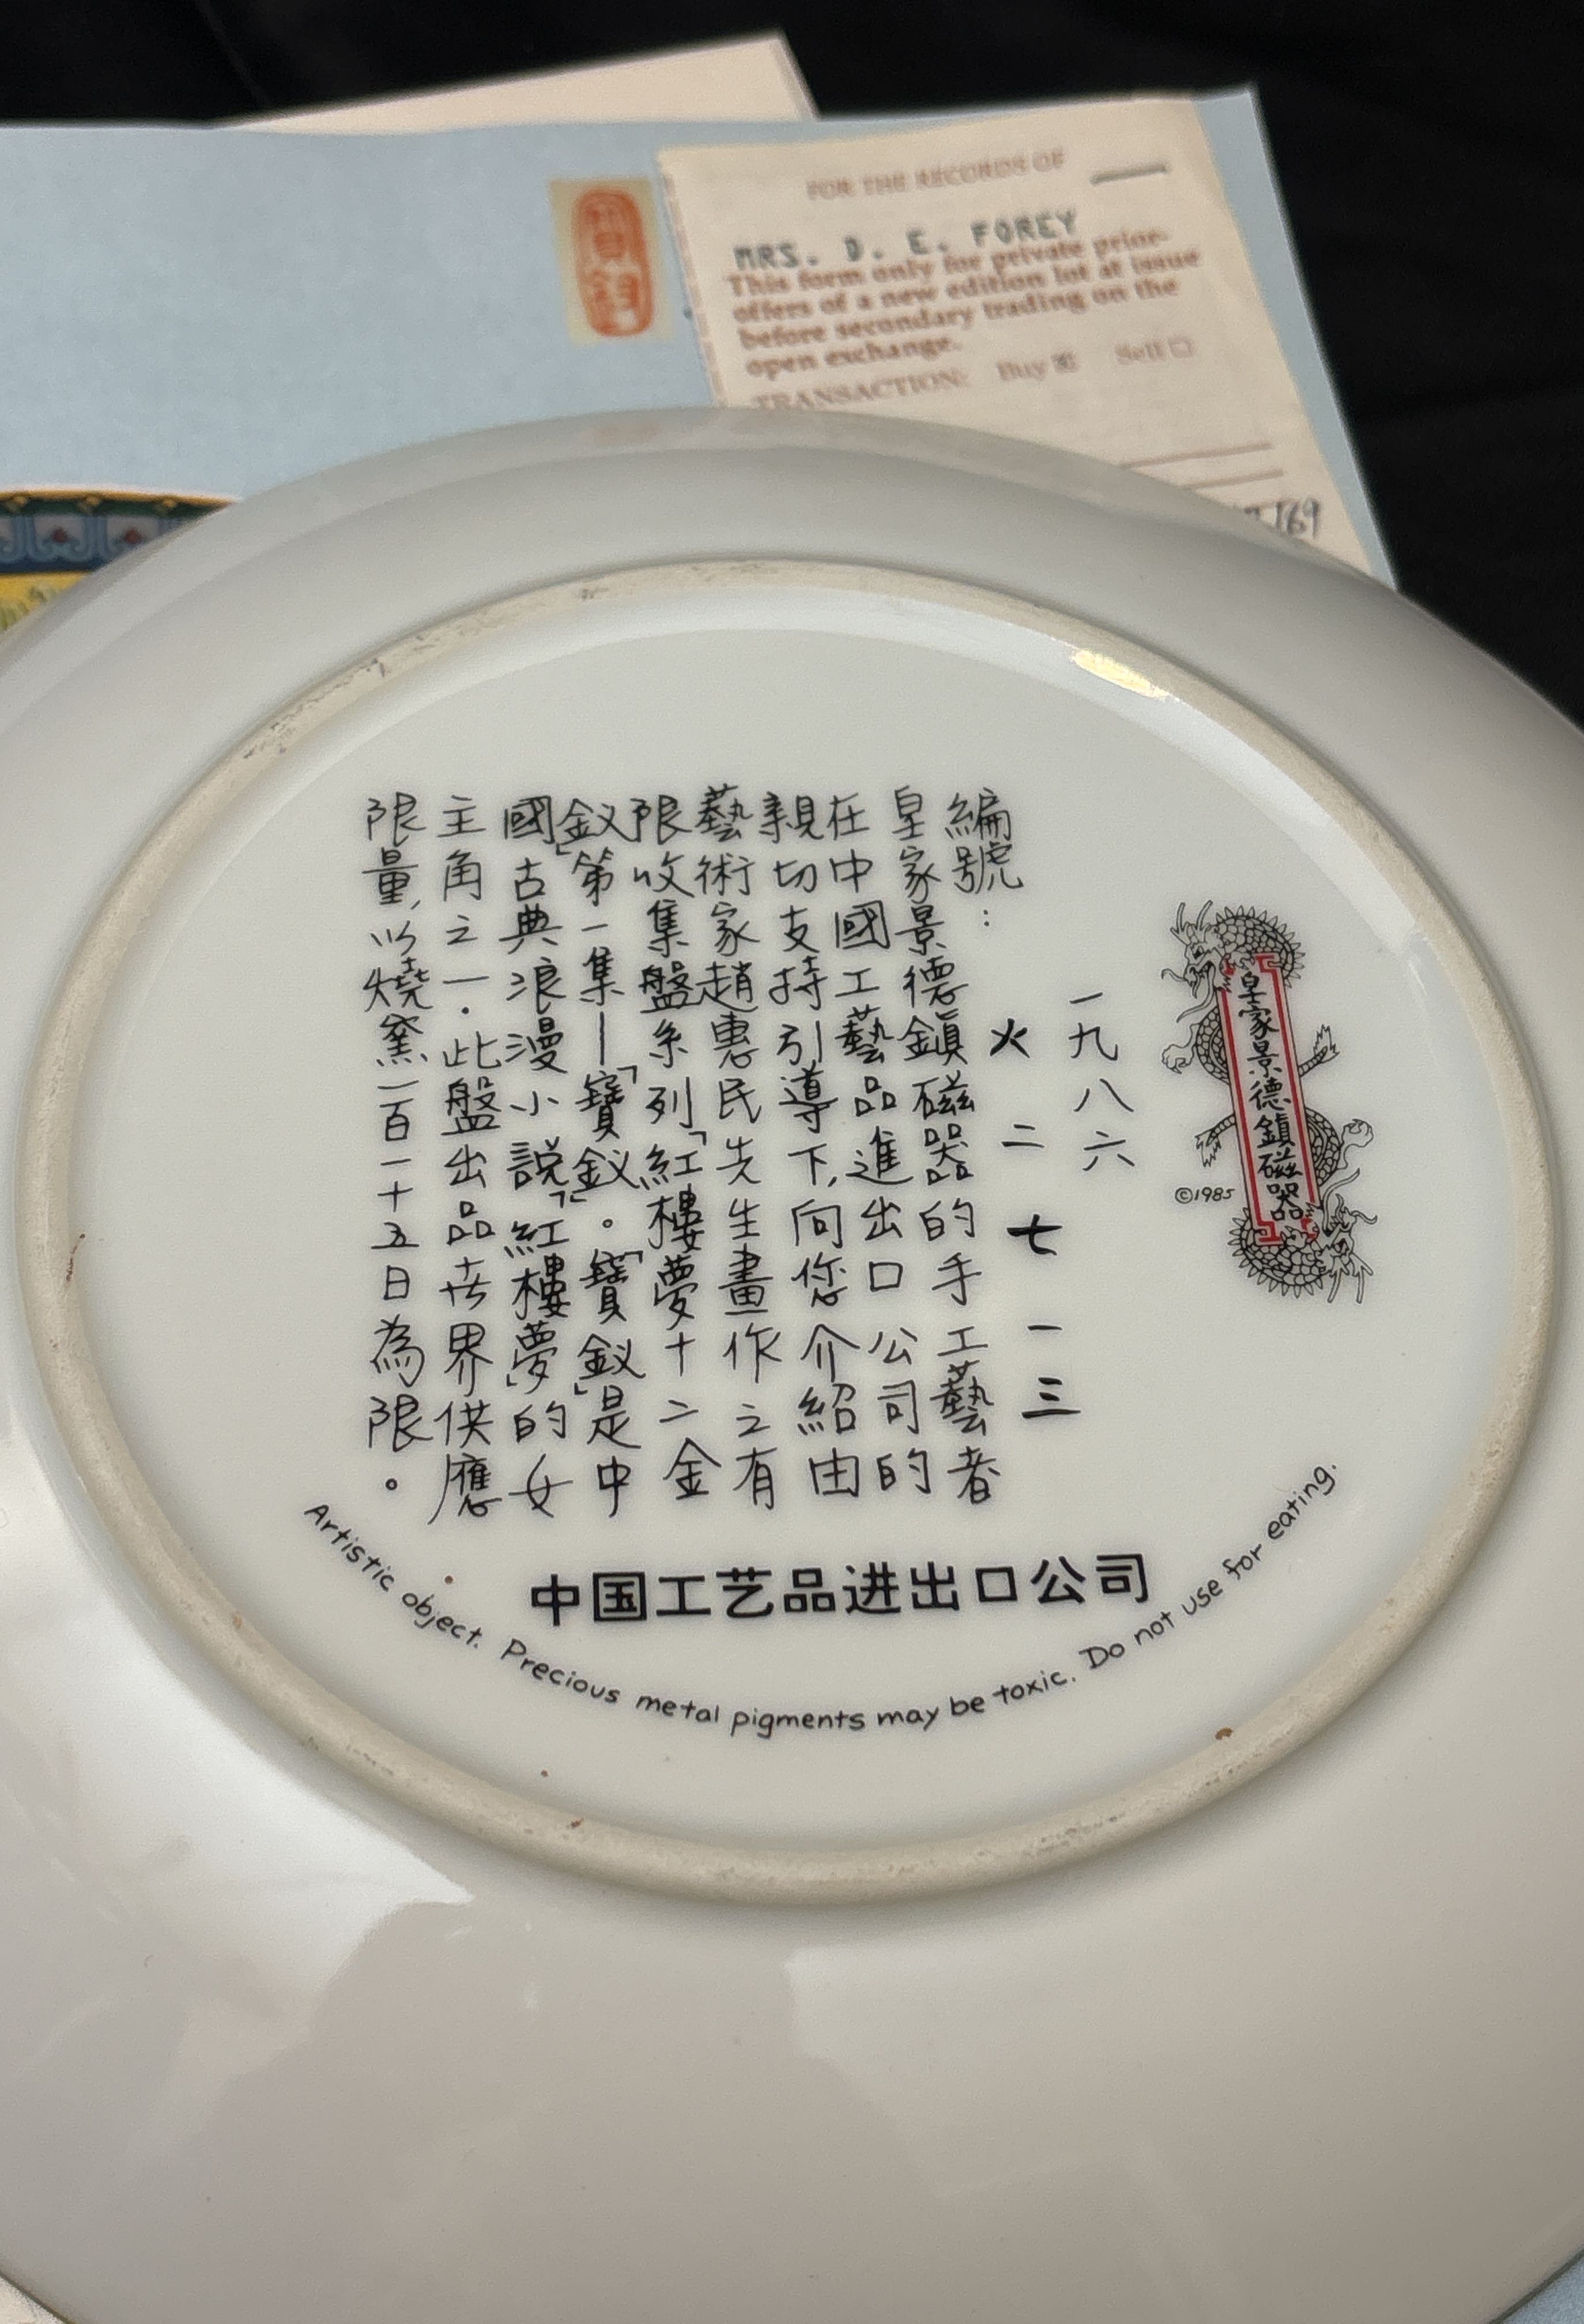 FOR THE RECORDS OF
MRS. D. E. FOREY
This form only for private prior-
offers of a new edition lot at issue
before secondary trading on the
open exchange.
TRANSACTION: Buy ☒ Sell ☐
169
皇家景德鎮磁器
©1985
一九八六
編號：火二七一三
皇家景德鎮磁器的手工藝者
在中國工藝品進出口公司的
親切支持引導下,向您介紹由
藝術家趙惠民先生畫作之有
限收集盤系列「紅樓夢十二金
釵」第一集—「寶釵」。「寶釵」是中
國古典浪漫小說「紅樓夢」的女
主角之一.此盤出品世界供應
限量,以燒窯一百一十五日為限。
中国工艺品进出口公司
Artistic object. Precious metal pigments may be toxic. Do not use for eating.